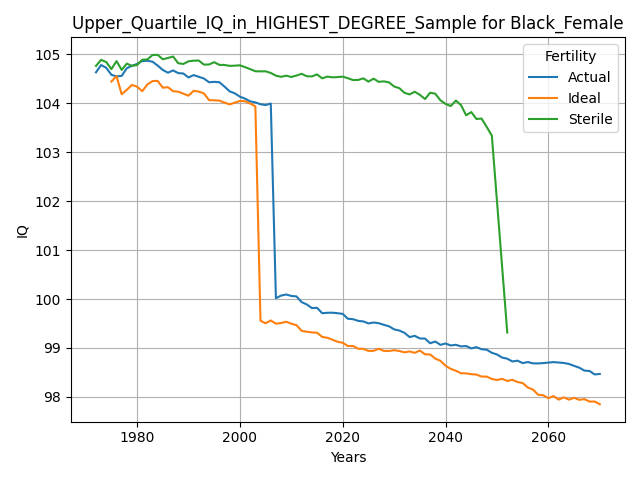 Upper_Quartile_IQ_in_HIGHEST_DEGREE_Sample for Black_Female
Fertility
Actual
Ideal
Sterile
105
104
103
102
101
100
99
98
IQ
1980
2000
2020
2040
2060
Years